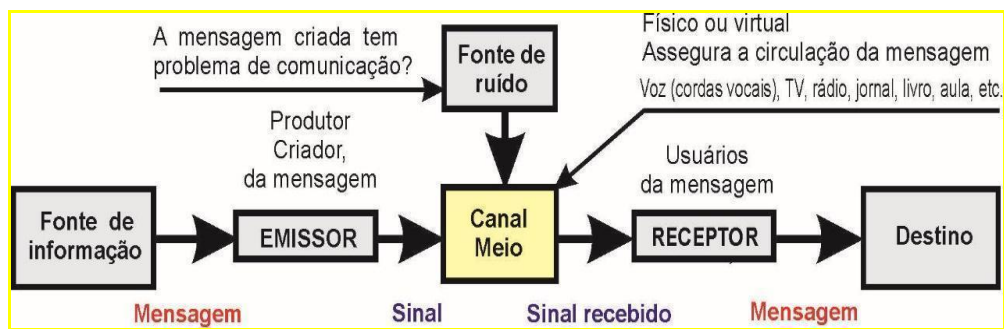 A mensagem criada tem
problema de comunicação?
Fonte de
ruído
Físico ou virtual
Assegura a circulação da mensagem
Voz (cordas vocais), TV, rádio, jornal, livro, aula, etc.
Produtor
Criador,
da mensagem
Usuários
da mensagem
Fonte de
informação
EMISSOR
Canal
Meio
RECEPTOR
Destino
Mensagem
Sinal
Sinal recebido
Mensagem